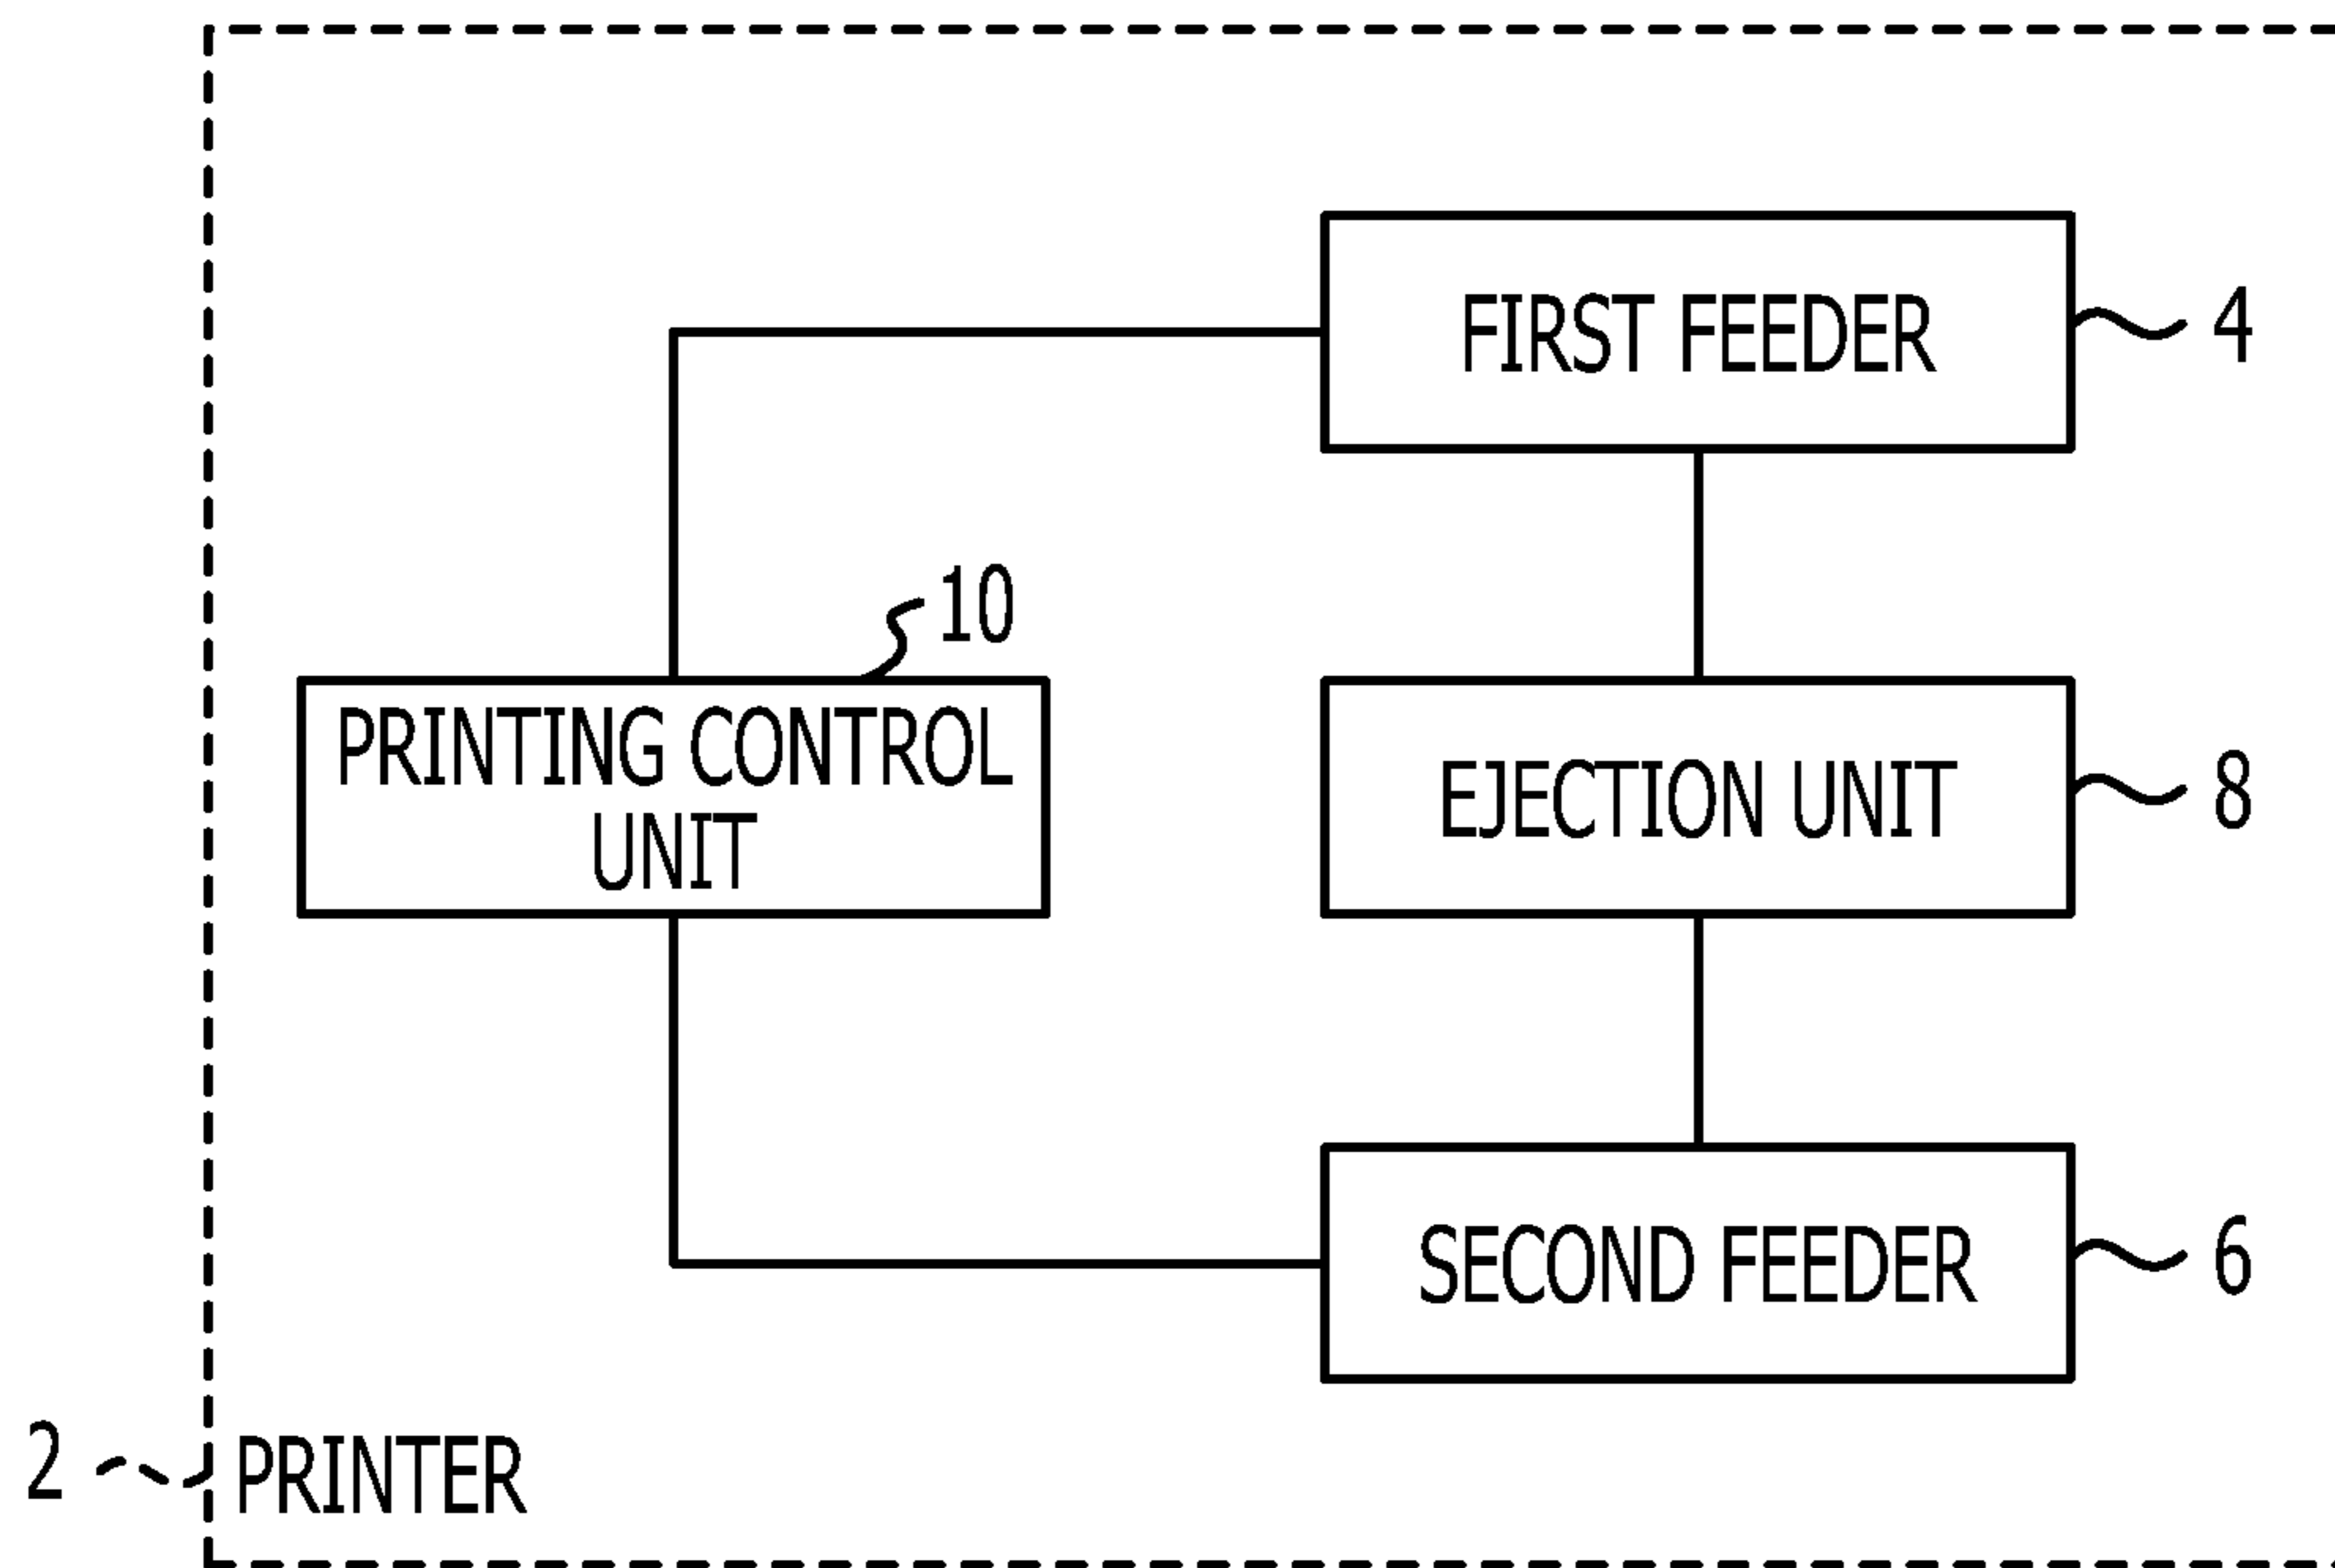 FIRST FEEDER
4
10
PRINTING CONTROL
UNIT
EJECTION UNIT
8
SECOND FEEDER
6
2
PRINTER